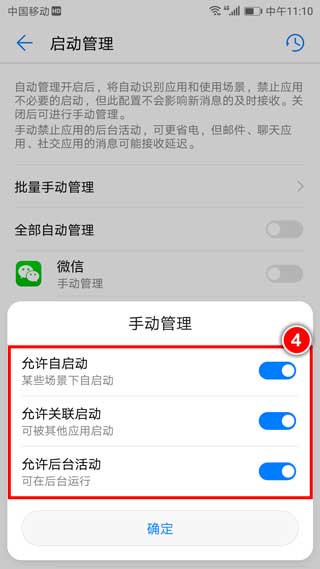 中国移动 HD 4G 中午11:10
启动管理
自动管理开启后，将自动识别应用和使用场景，禁止应用
不必要的启动，但此配置不会影响新消息的及时接收。关
闭后可进行手动管理。
手动禁止应用的后台活动，可更省电，但邮件、聊天应
用、社交应用的消息可能接收延迟。
批量手动管理
全部自动管理
微信
手动管理
手动管理
4
允许自启动
某些场景下自启动
允许关联启动
可被其他应用启动
允许后台活动
可在后台运行
确定